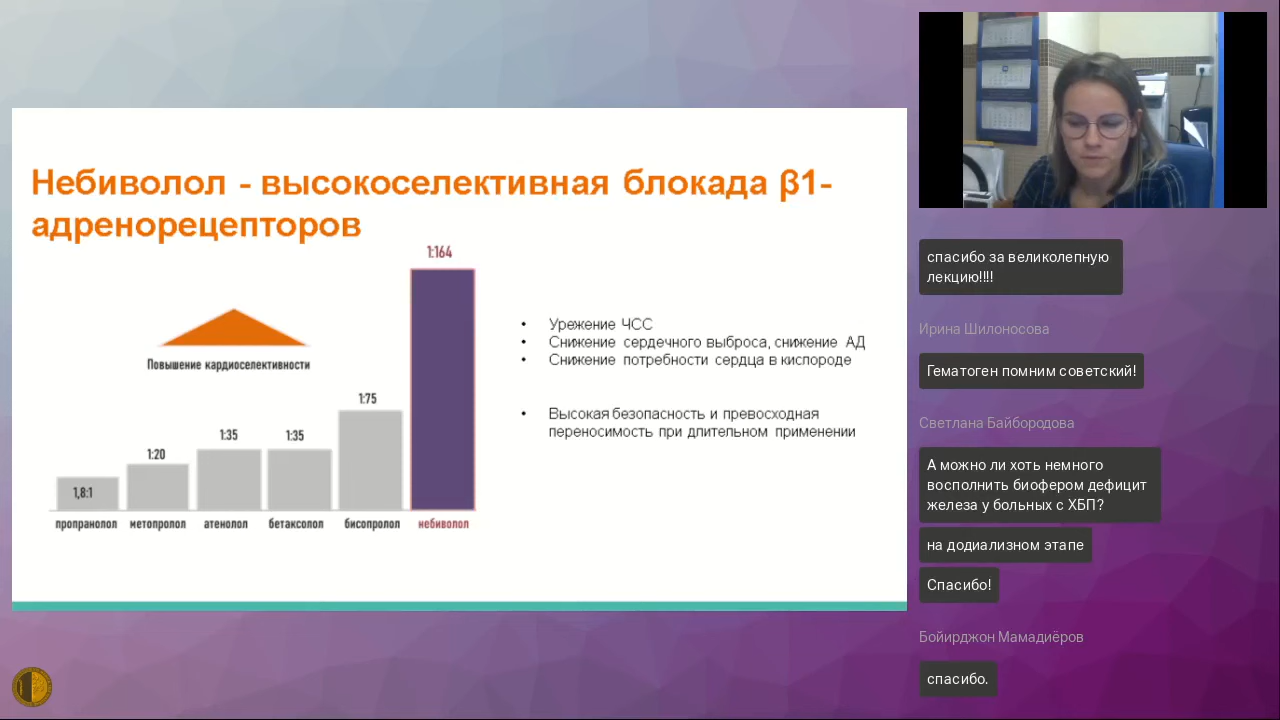 Небиволол - высокоселективная блокада β1-
адренорецепторов
1:164
Повышение кардиоселективности
1:75
1:35
1:35
1:20
1,8:1
пропранолол метопролол атенолол бетаксолол бисопролол небиволол
• Урежение ЧСС
• Снижение сердечного выброса, снижение АД
• Снижение потребности сердца в кислороде
• Высокая безопасность и превосходная
переносимость при длительном применении
спасибо за великолепную
лекцию!!!!
Ирина Шилоносова
Гематоген помним советский!
Светлана Байбородова
А можно ли хоть немного
восполнить биофером дефицит
железа у больных с ХБП?
на додиализном этапе
Спасибо!
Бойирджон Мамадиёров
спасибо.